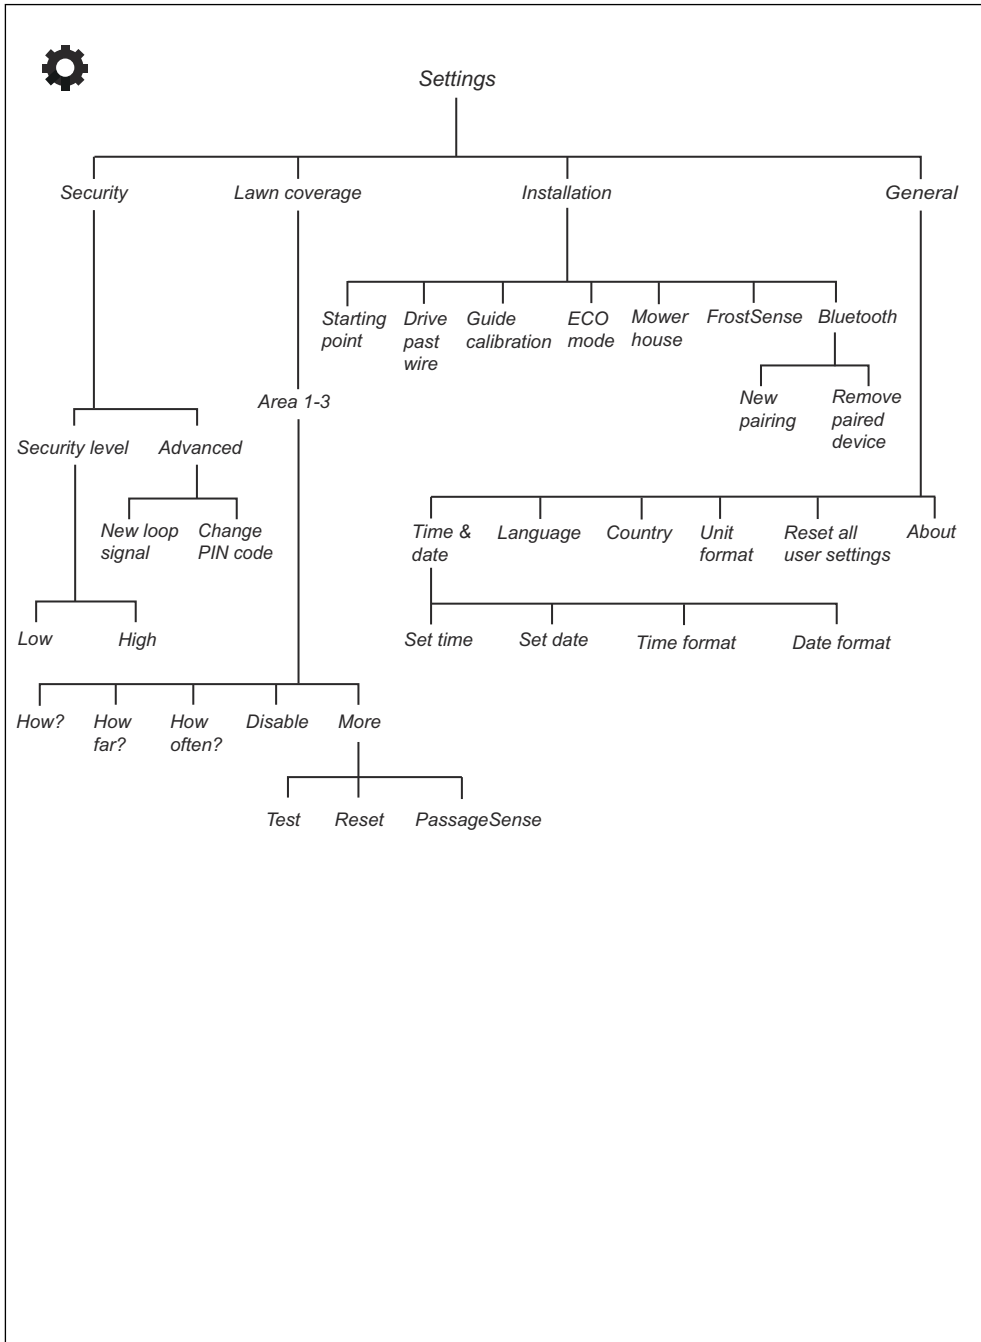 Settings
Security
Lawn coverage
Installation
General
Starting
point
Drive
past
wire
Guide
calibration
ECO
mode
Mower
house
FrostSense
Bluetooth
New
pairing
Remove
paired
device
Area 1-3
Security level
Advanced
New loop
signal
Change
PIN code
Time &
date
Language
Country
Unit
format
Reset all
user settings
About
Low
High
Set time
Set date
Time format
Date format
How?
How
far?
How
often?
Disable
More
Test
Reset
PassageSense